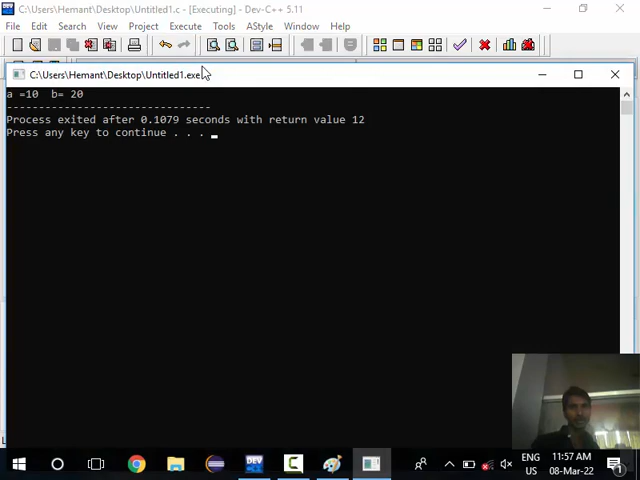 C:\Users\Hemant\Desktop\Untitled1.c - [Executing] - Dev-C++ 5.11
File Edit Search View Project Execute Tools AStyle Window Help
C:\Users\Hemant\Desktop\Untitled1.exe
a =10  b= 20
--------------------------------
Process exited after 0.1079 seconds with return value 12
Press any key to continue . . .
DEV
ENG
US
11:57 AM
08-Mar-22
1